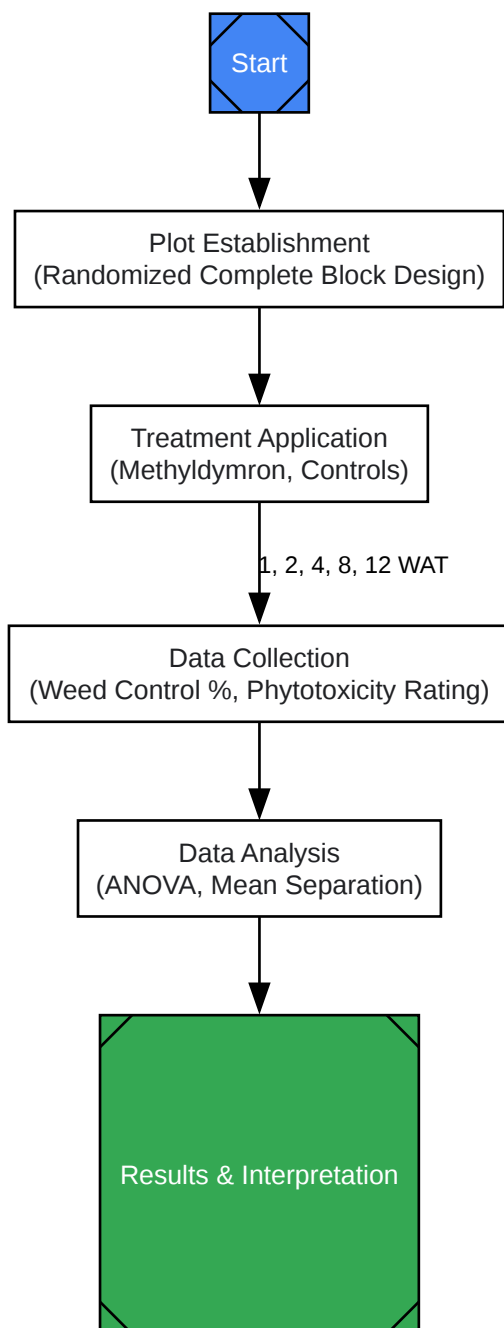 Start
Plot Establishment
(Randomized Complete Block Design)
Treatment Application
(Methyldymron, Controls)
1, 2, 4, 8, 12 WAT
Data Collection
(Weed Control %, Phytotoxicity Rating)
Data Analysis
(ANOVA, Mean Separation)
Results & Interpretation